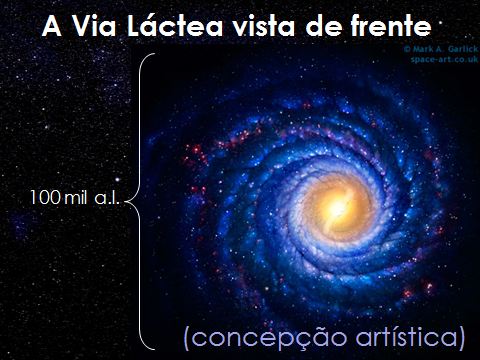 A Via Láctea vista de frente
© Mark A. Garlick
space-art.co.uk
100 mil a.l.
(concepção artística)